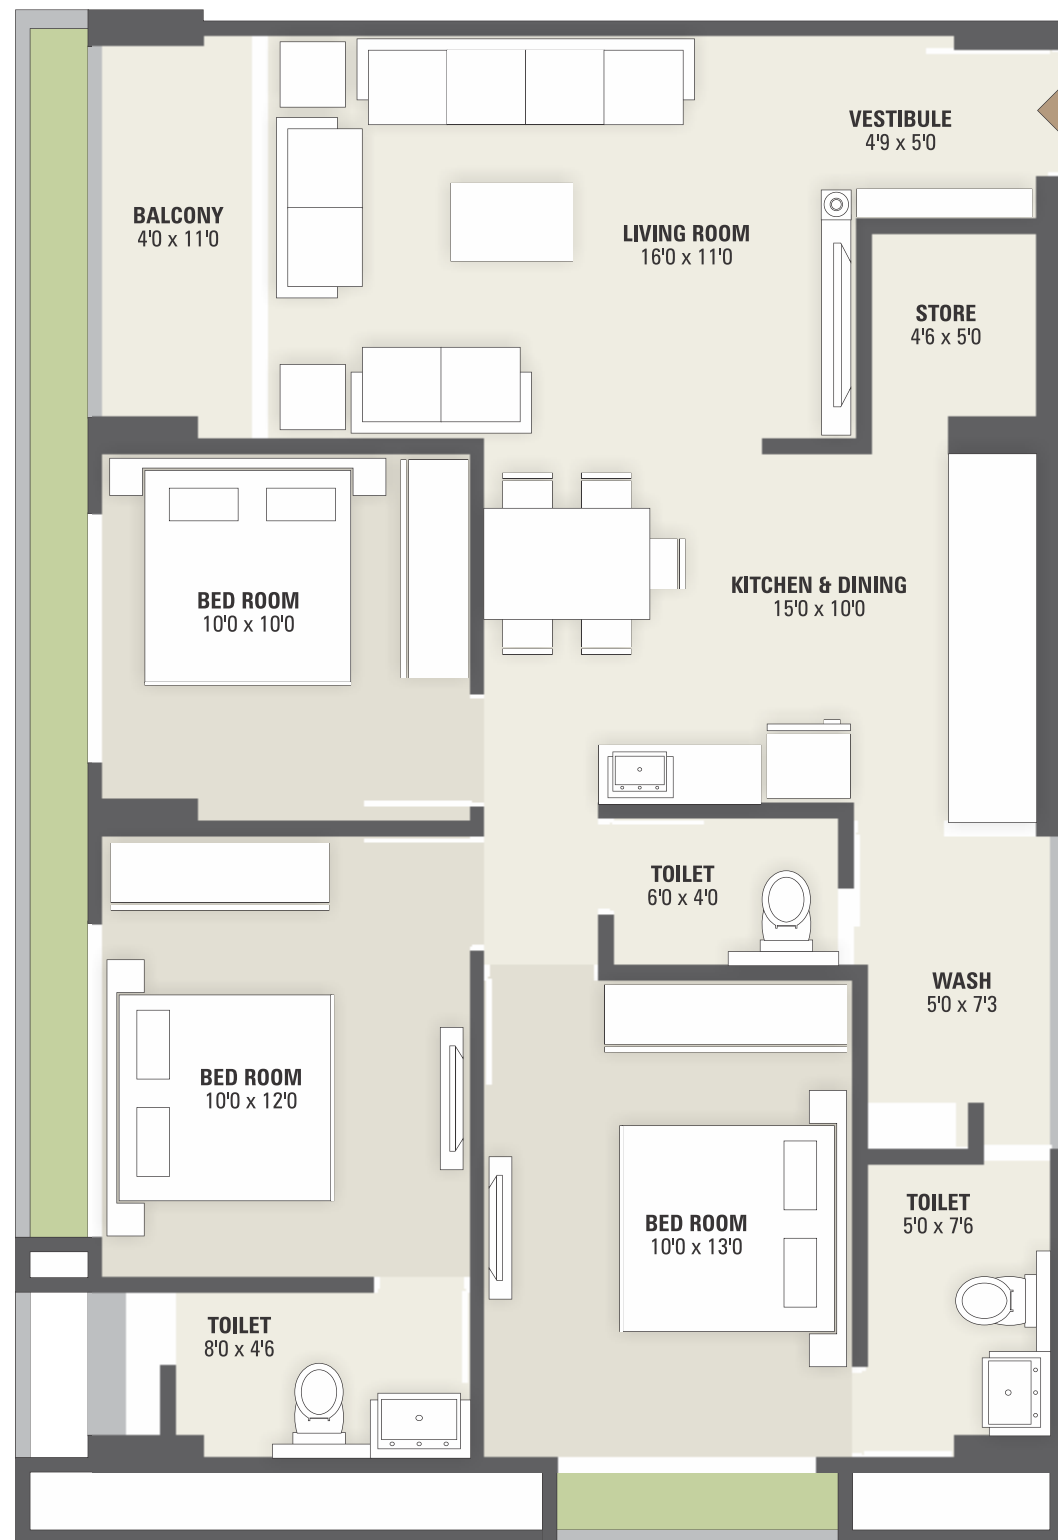 VESTIBULE
4'9 x 5'0
BALCONY
4'0 x 11'0
LIVING ROOM
16'0 x 11'0
STORE
4'6 x 5'0
BED ROOM
10'0 x 10'0
KITCHEN & DINING
15'0 x 10'0
TOILET
6'0 x 4'0
WASH
5'0 x 7'3
BED ROOM
10'0 x 12'0
BED ROOM
10'0 x 13'0
TOILET
5'0 x 7'6
TOILET
8'0 x 4'6